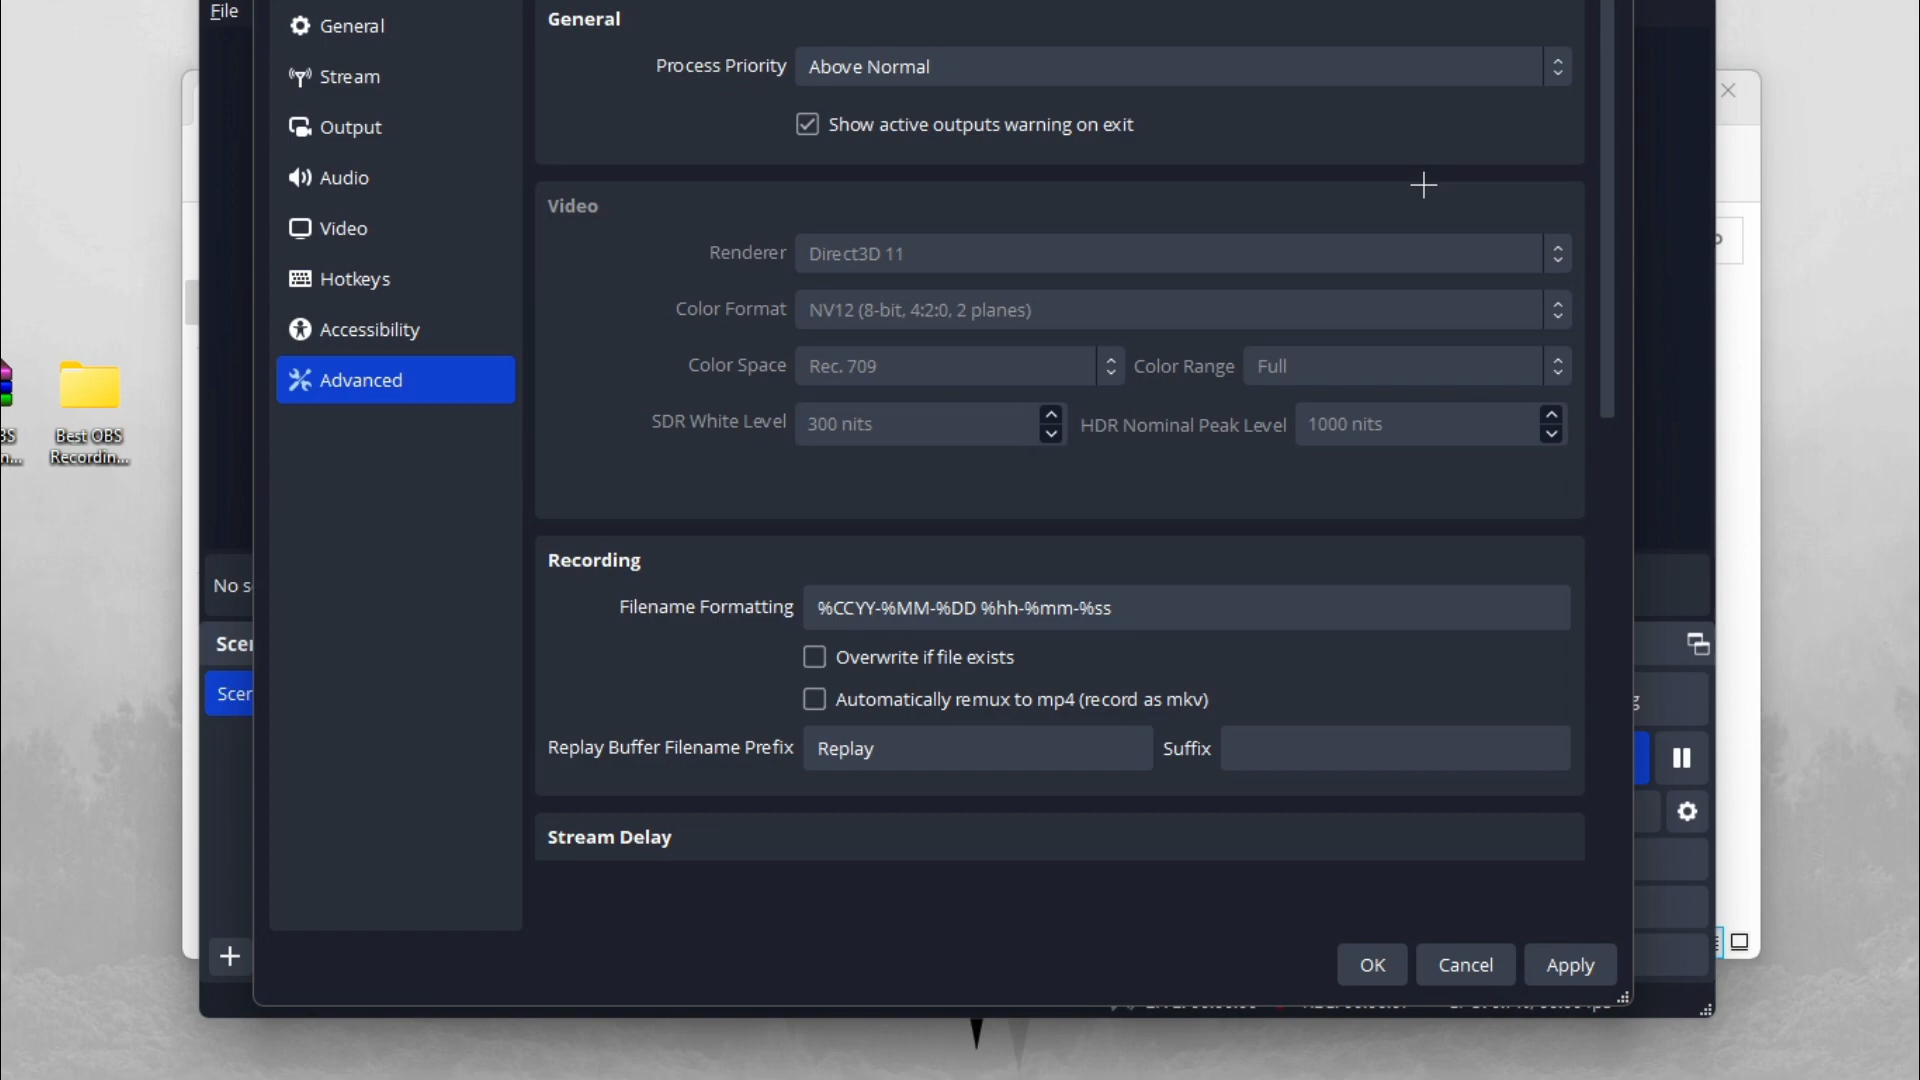 File
General
Stream
Output
Audio
Video
Hotkeys
Accessibility
Advanced
General
Process Priority Above Normal
Show active outputs warning on exit
Video
Renderer Direct3D 11
Color Format NV12 (8-bit, 4:2:0, 2 planes)
Color Space Rec. 709 Color Range Full
SDR White Level 300 nits HDR Nominal Peak Level 1000 nits
Recording
Filename Formatting %CCYY-%MM-%DD %hh-%mm-%ss
Overwrite if file exists
Automatically remux to mp4 (record as mkv)
Replay Buffer Filename Prefix Replay Suffix
Stream Delay
OK Cancel Apply
Best OBS
Recordin...
No s
Scer
Scer